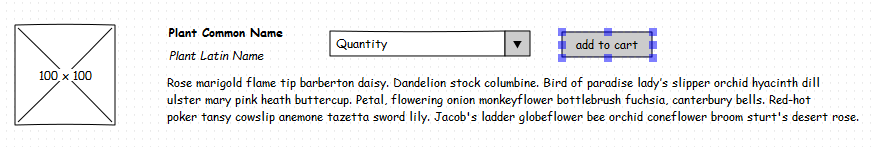 Plant Common Name
Plant Latin Name
Quantity
add to cart
100 x 100
Rose marigold flame tip barberton daisy. Dandelion stock columbine. Bird of paradise lady's slipper orchid hyacinth dill
ulster mary pink heath buttercup. Petal, flowering onion monkeyflower bottlebrush fuchsia, canterbury bells. Red-hot
poker tansy cowslip anemone tazetta sword lily. Jacob's ladder globeflower bee orchid coneflower broom sturt's desert rose.